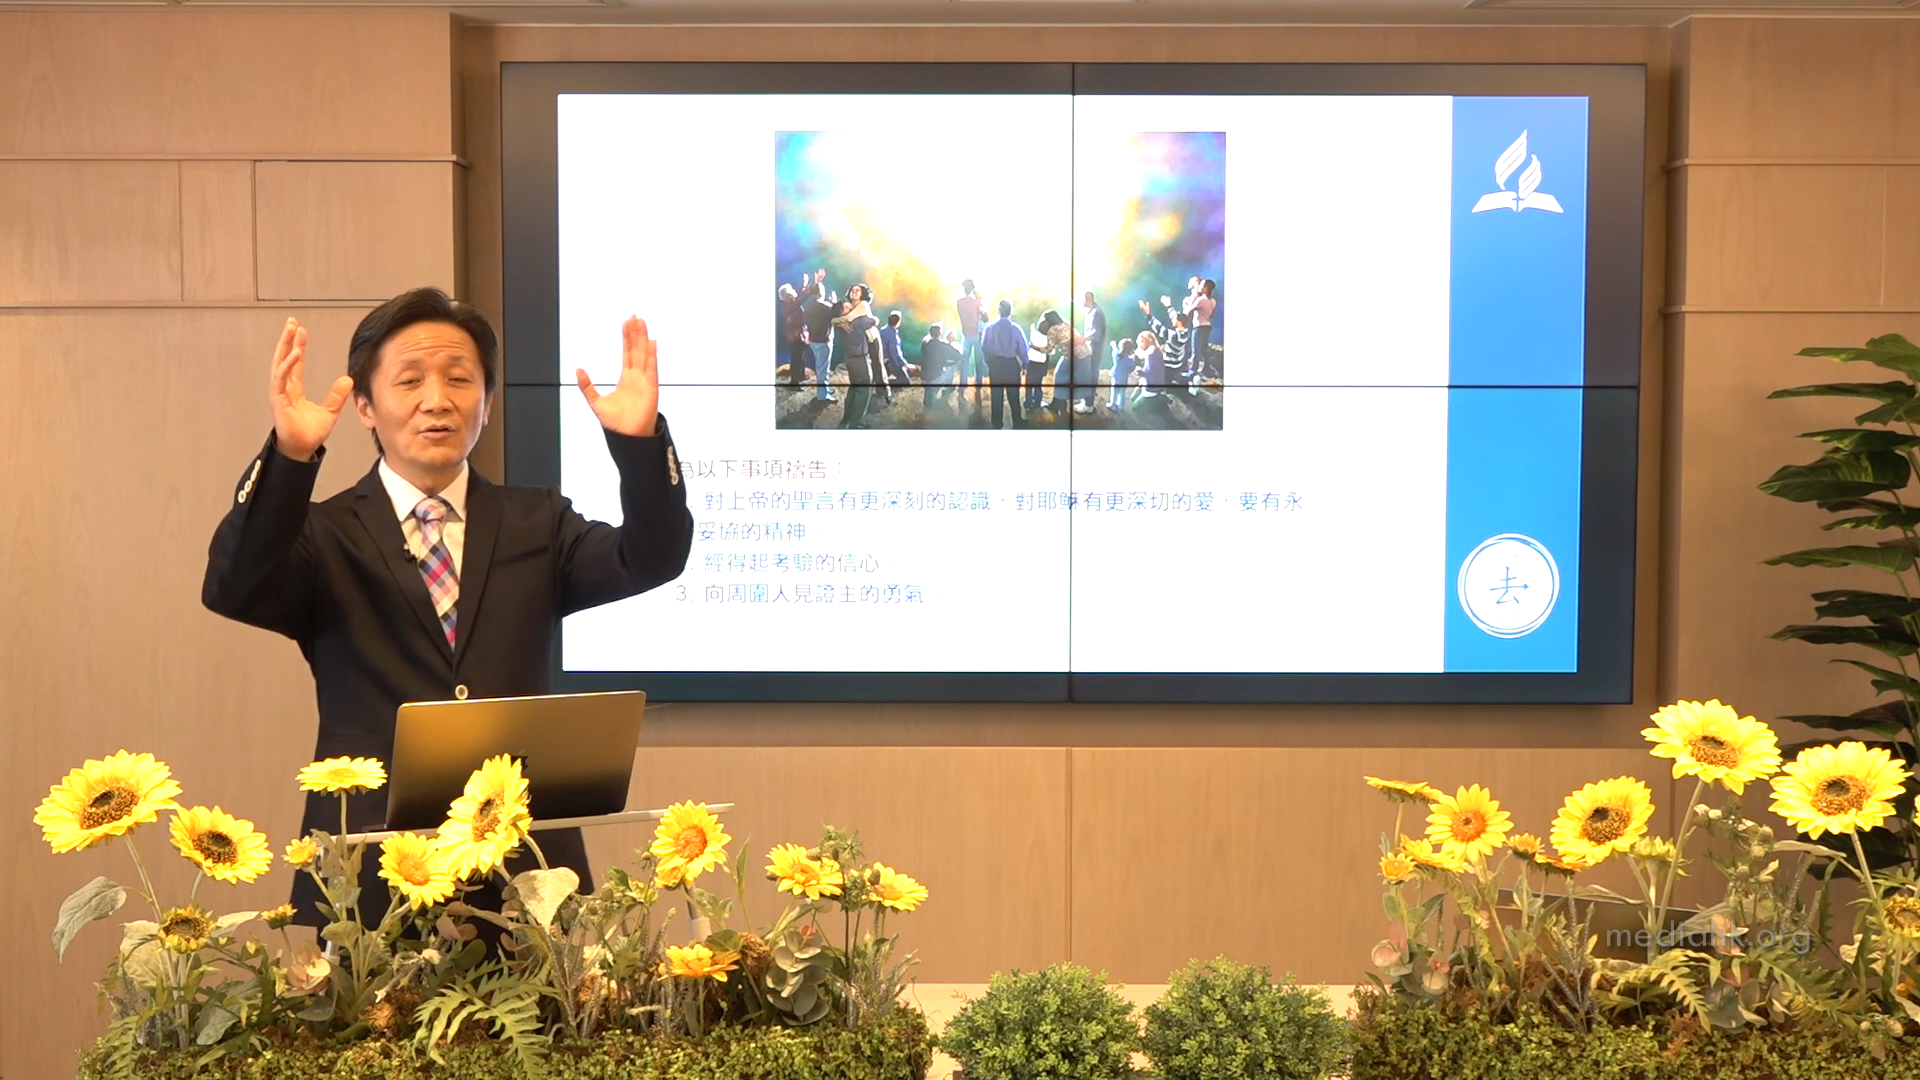 為以下事項禱告：
對上帝的聖言有更深刻的認識，對耶穌有更深切的愛，要有永
妥協的精神
經得起考驗的信心
3. 向周圍人見證主的勇氣。
去
mediahk.org